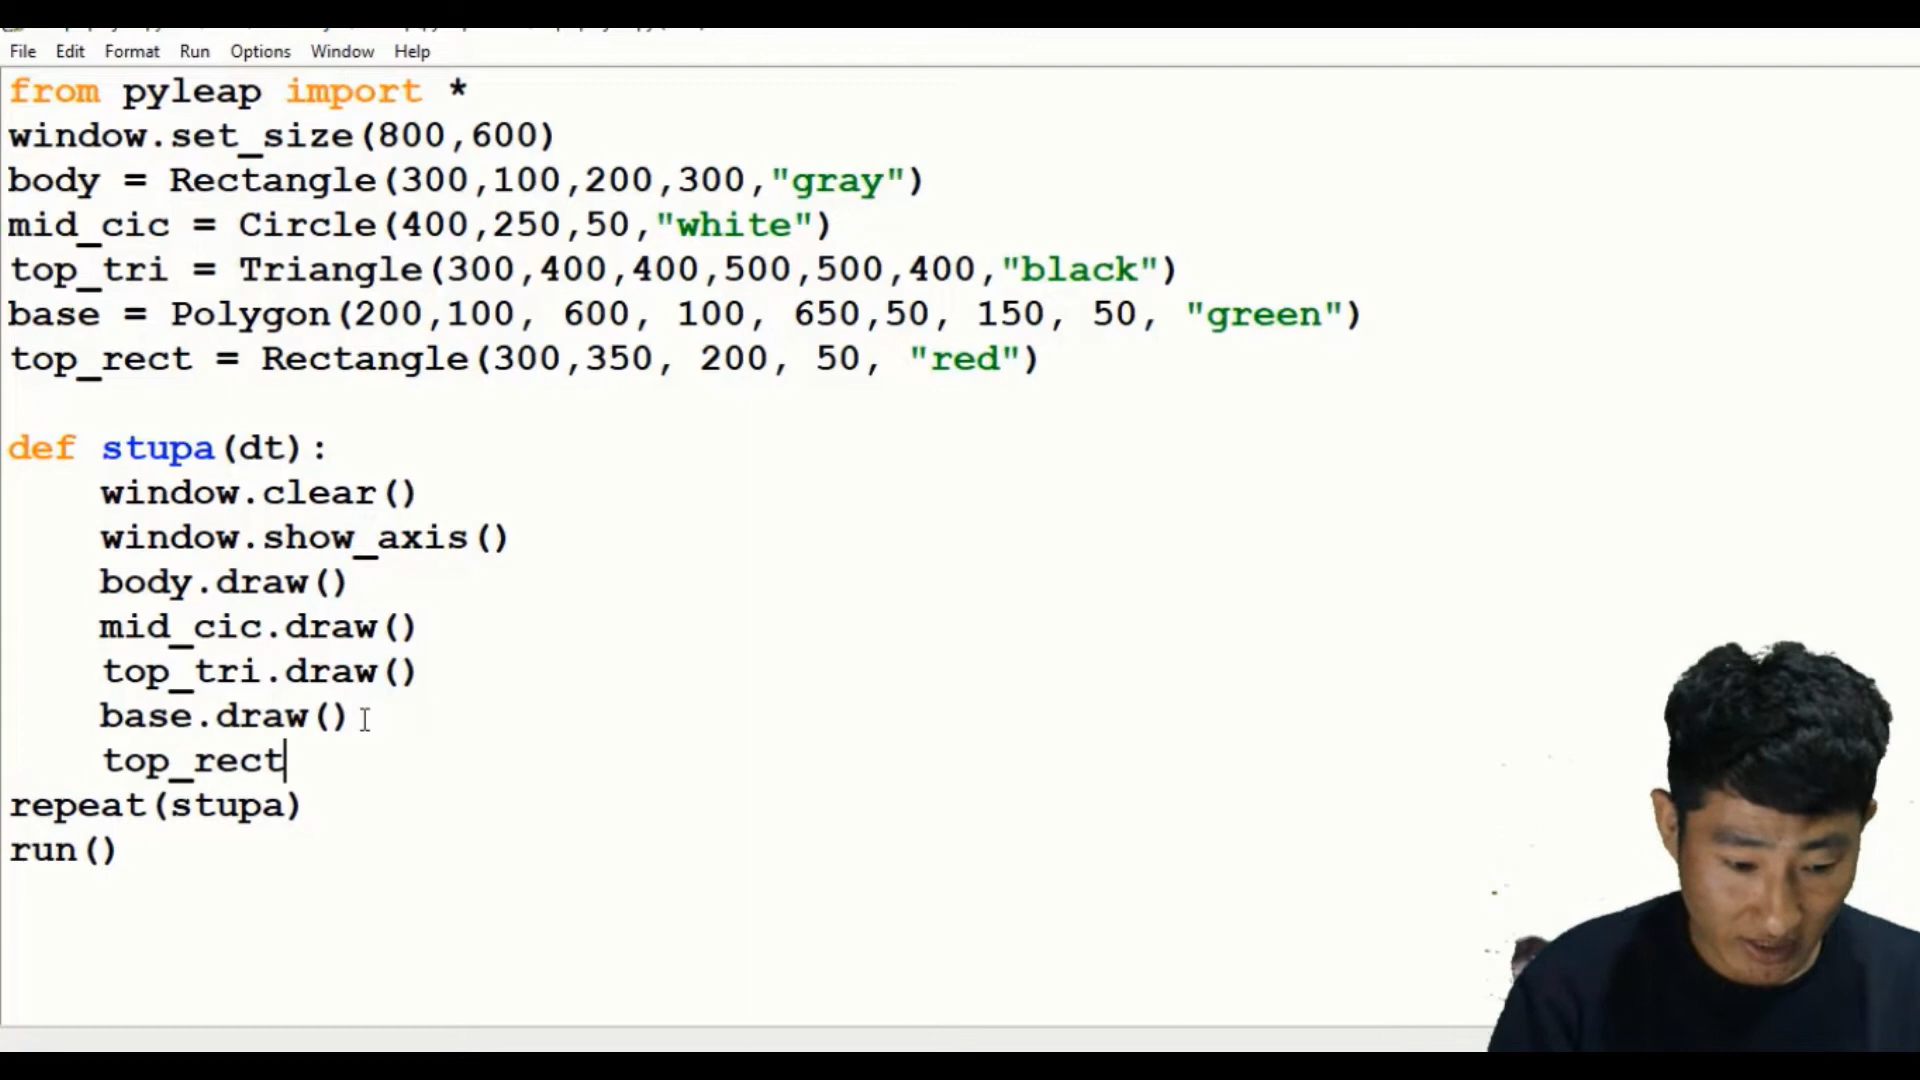 File Edit Format Run Options Window Help
from pyleap import *
window.set_size(800,600)
body = Rectangle(300,100,200,300,"gray")
mid_cic = Circle(400,250,50,"white")
top_tri = Triangle(300,400,400,500,500,400,"black")
base = Polygon(200,100, 600, 100, 650,50, 150, 50, "green")
top_rect = Rectangle(300,350, 200, 50, "red")
def stupa(dt):
window.clear()
window.show_axis()
body.draw()
mid_cic.draw()
top_tri.draw()
base.draw()
top_rect
repeat(stupa)
run()